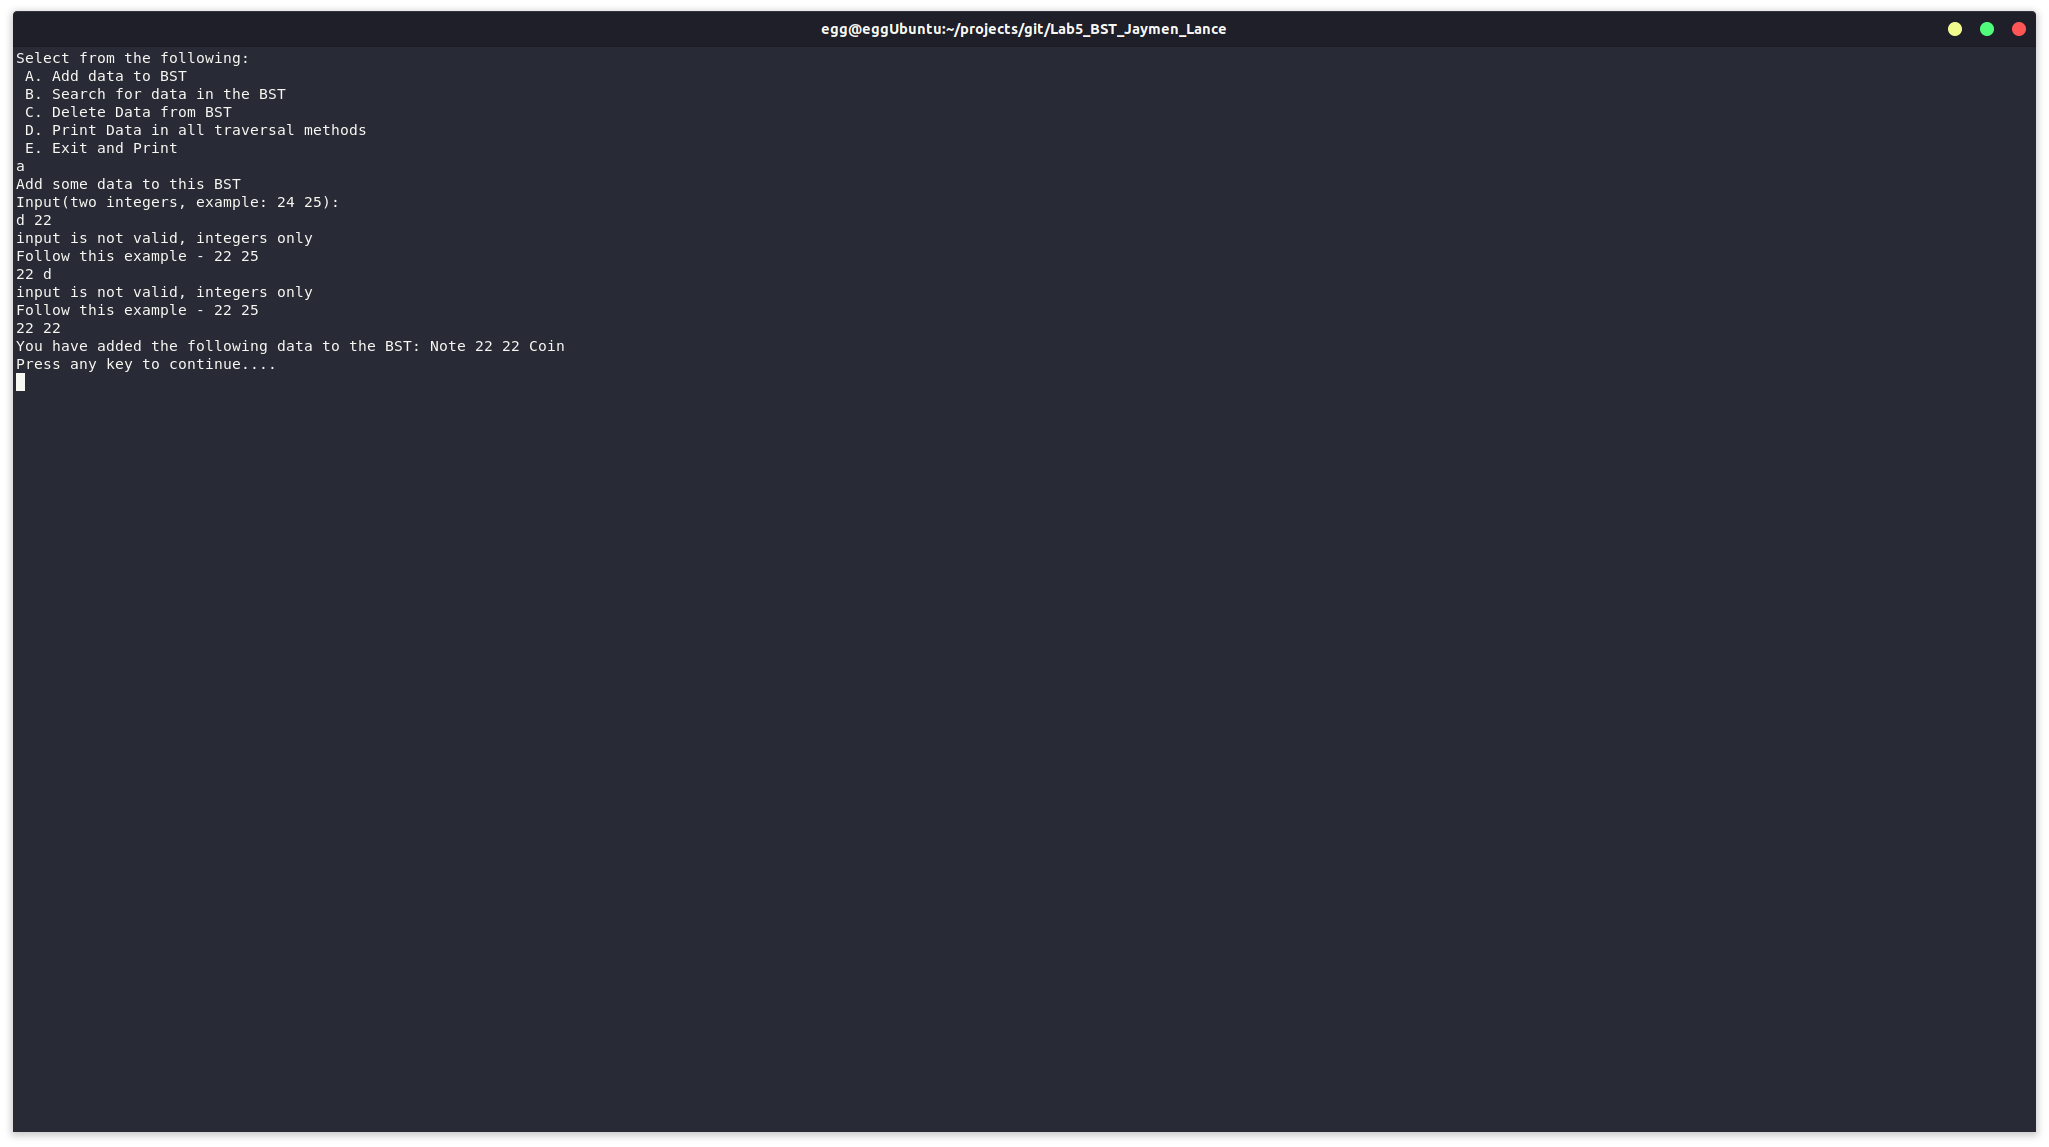 egg@eggUbuntu:~/projects/git/Lab5_BST_Jaymen_Lance
Select from the following:
 A. Add data to BST
 B. Search for data in the BST
 C. Delete Data from BST
 D. Print Data in all traversal methods
 E. Exit and Print
a
Add some data to this BST
Input(two integers, example: 24 25):
d 22
input is not valid, integers only
Follow this example - 22 25
22 d
input is not valid, integers only
Follow this example - 22 25
22 22
You have added the following data to the BST: Note 22 22 Coin
Press any key to continue....